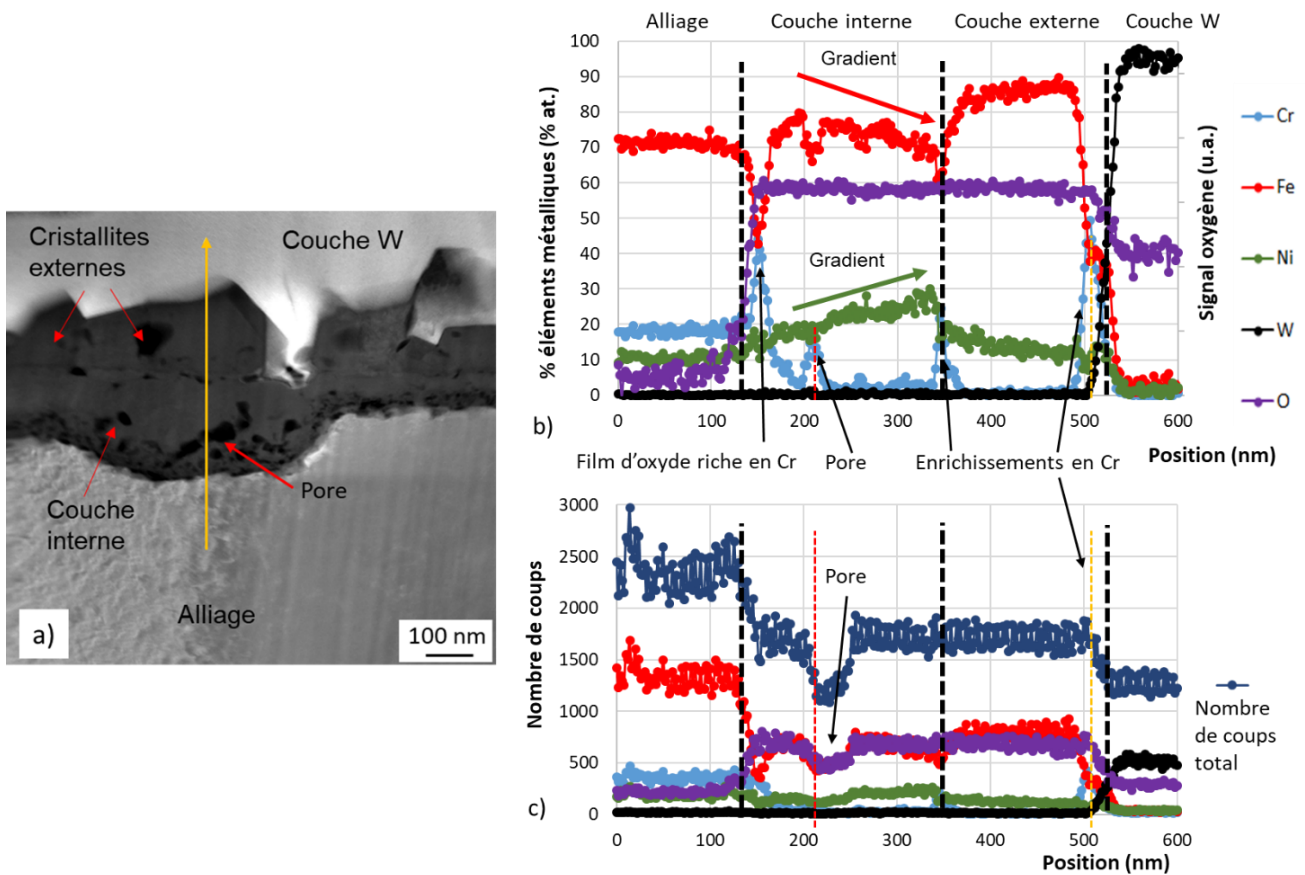 Cristallites
externes
Couche W
Couche
interne
Pore
Alliage
a)
100 nm
Alliage
Couche interne
Couche externe
Couche W
% éléments métalliques (% at.)
100
90
80
70
60
50
40
30
20
10
0
Gradient
Gradient
Signal oxygène (u.a.)
Cr
Fe
Ni
W
O
0
100
200
300
400
500
600
b)
Position (nm)
Film d'oxyde riche en Cr
Pore
Enrichissements en Cr
Nombre de coups
3000
2500
2000
1500
1000
500
0
Pore
Nombre
de coups
total
0
100
200
300
400
500
600
c)
Position (nm)